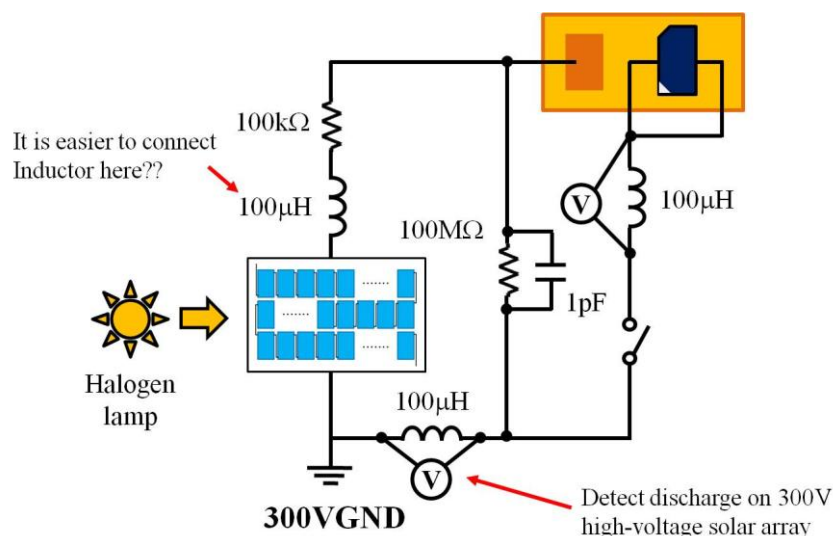 100kΩ
It is easier to connect
Inductor here??
100μH
100MΩ
1pF
V
100μH
Halogen
lamp
100μH
V
300VGND
Detect discharge on 300V
high-voltage solar array